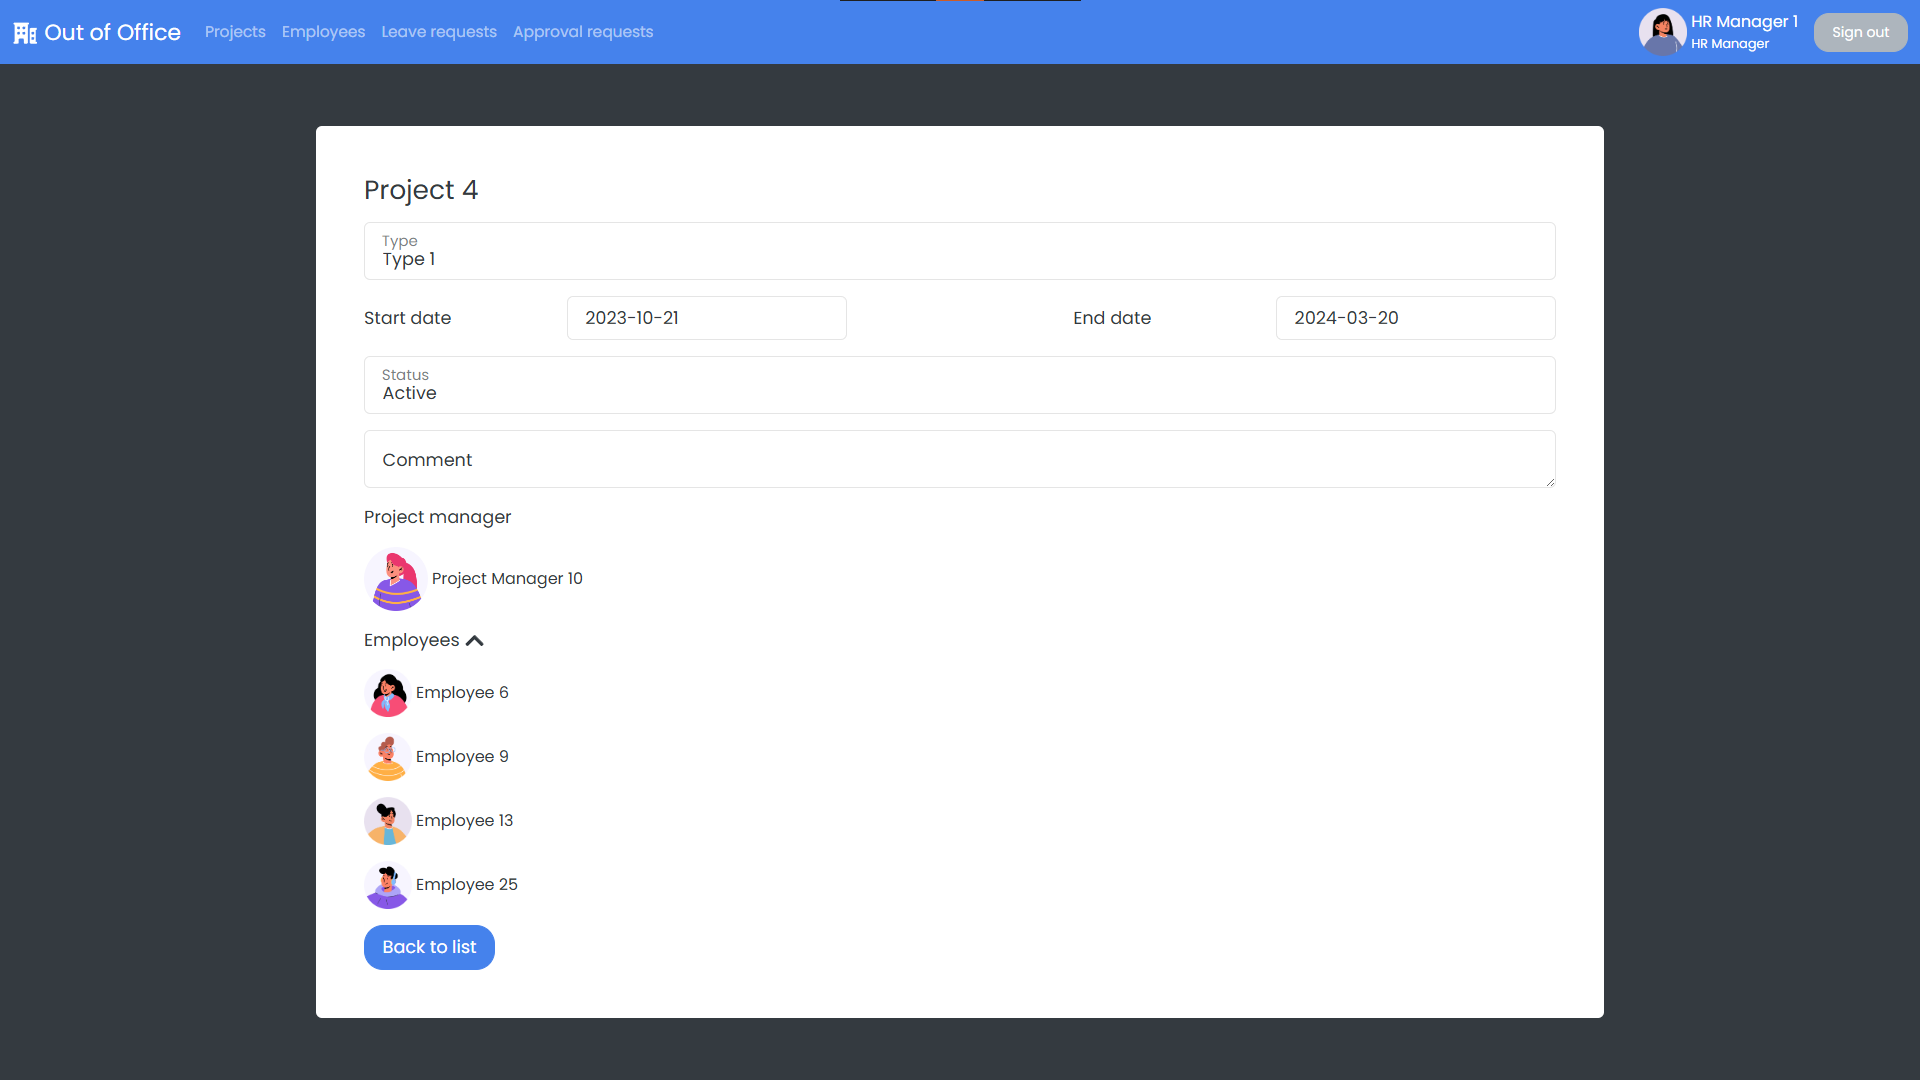 Out of Office Projects Employees Leave requests Approval requests HR Manager 1 Sign out
HR Manager
Project 4
Type
Type 1
Start date 2023-10-21 End date 2024-03-20
Status
Active
Comment
Project manager
Project Manager 10
Employees
Employee 6
Employee 9
Employee 13
Employee 25
Back to list